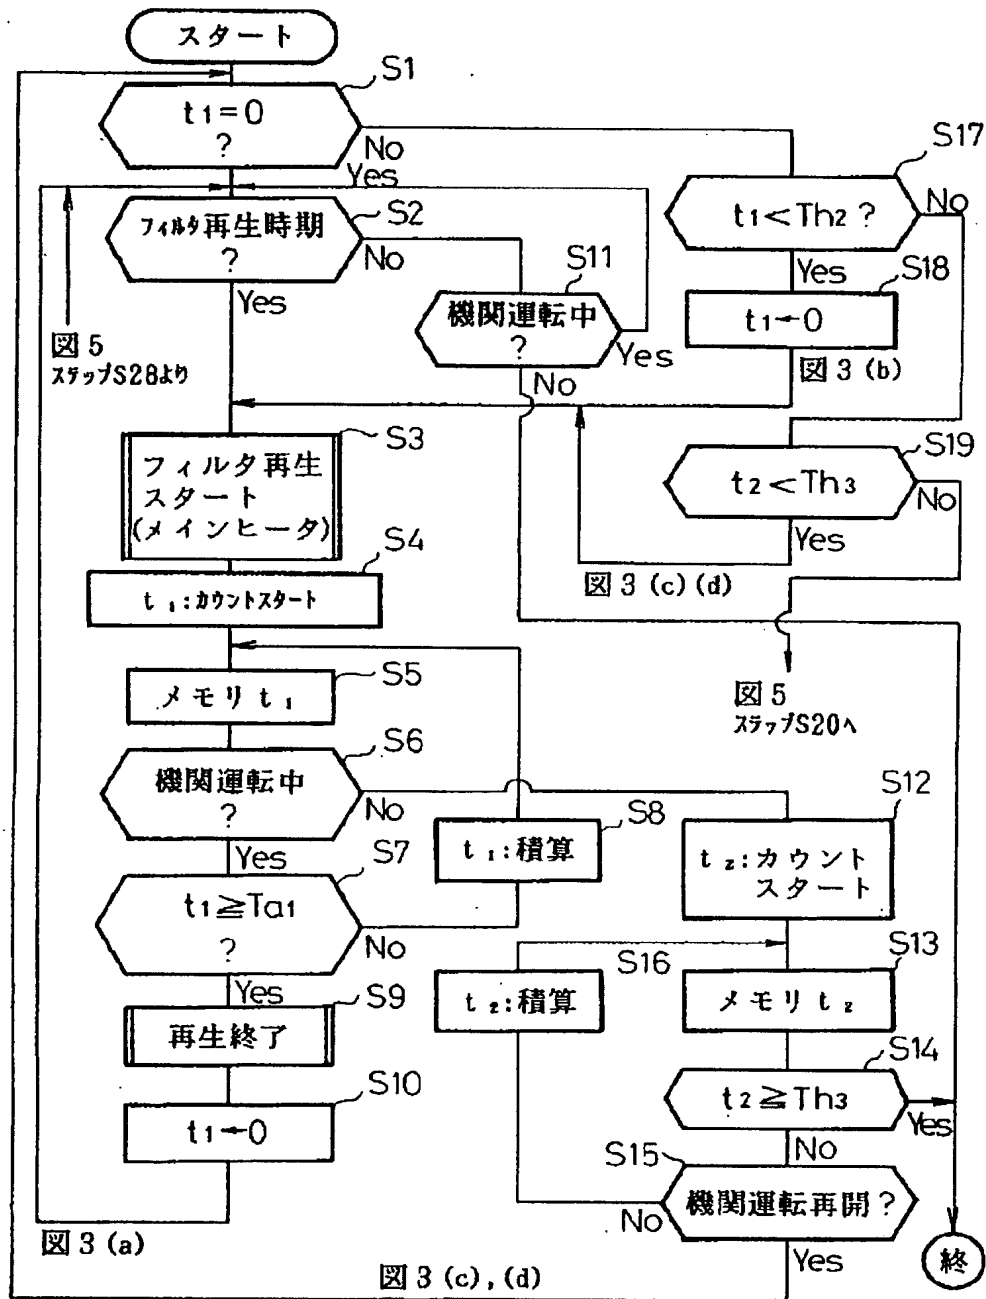 スタート
S1
t1=0
?
No
Yes
S17
t1<Th2?
No
Yes
S2
フィルタ再生時期
?
No
Yes
S11
機関運転中
?
Yes
No
S18
t1←0
図3(b)
図5
ステップS28より
S3
フィルタ再生
スタート
(メインヒータ)
S19
t2<Th3
No
Yes
図3(c)(d)
S4
t1:カウントスタート
図5
ステップS20へ
S5
メモリt1
S6
機関運転中
?
No
Yes
S8
t1:積算
S12
t2:カウント
スタート
S7
t1≧Ta1
?
No
Yes
S16
t2:積算
S13
メモリt2
S9
再生終了
S14
t2≧Th3
Yes
No
S10
t1←0
S15
機関運転再開?
No
Yes
終
図3(a)
図3(c),(d)